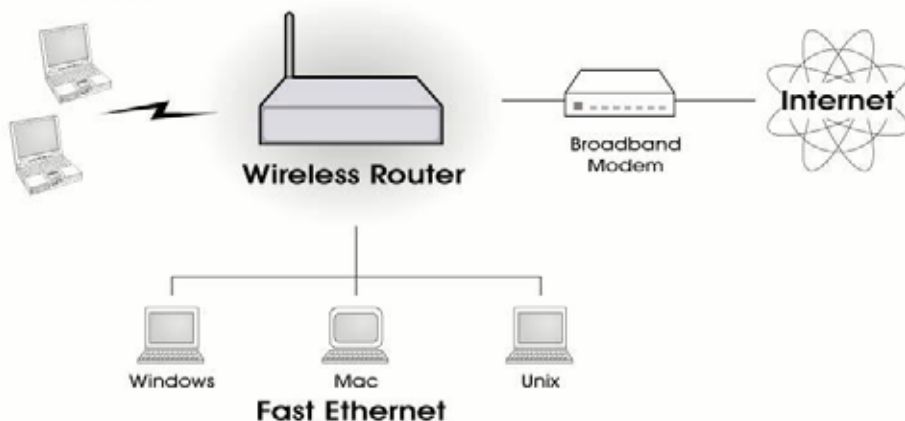 Internet
Broadband
Modem
Wireless Router
Windows
Mac
Unix
Fast Ethernet